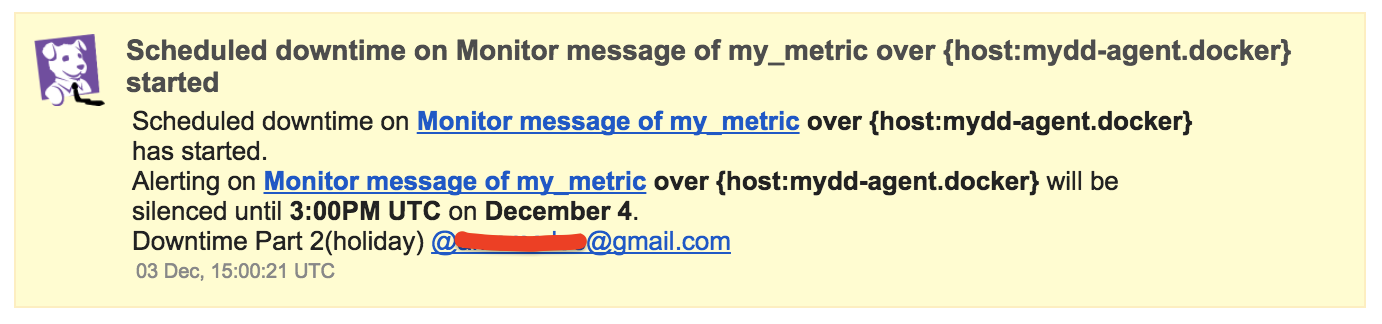 Scheduled downtime on Monitor message of my_metric over {host:mydd-agent.docker}
started
Scheduled downtime on Monitor message of my_metric over {host:mydd-agent.docker}
has started.
Alerting on Monitor message of my_metric over {host:mydd-agent.docker} will be
silenced until 3:00PM UTC on December 4.
Downtime Part 2(holiday) @ @gmail.com
03 Dec, 15:00:21 UTC